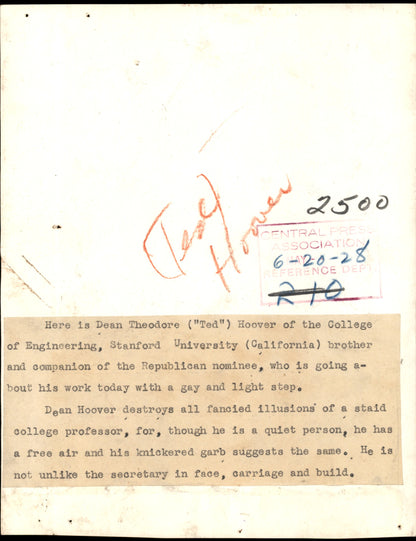 2500
(Ted)
Hoover
CENTRAL PRESS
ASSOCIATION
6-20-28
REFERENCE DEPT.
210
Here is Dean Theodore ("Ted") Hoover of the College
of Engineering, Stanford University (California) brother
and companion of the Republican nominee, who is going a-
bout his work today with a gay and light step.
Dean Hoover destroys all fancied illusions of a staid
college professor, for, though he is a quiet person, he has
a free air and his knickered garb suggests the same. He is
not unlike the secretary in face, carriage and build.